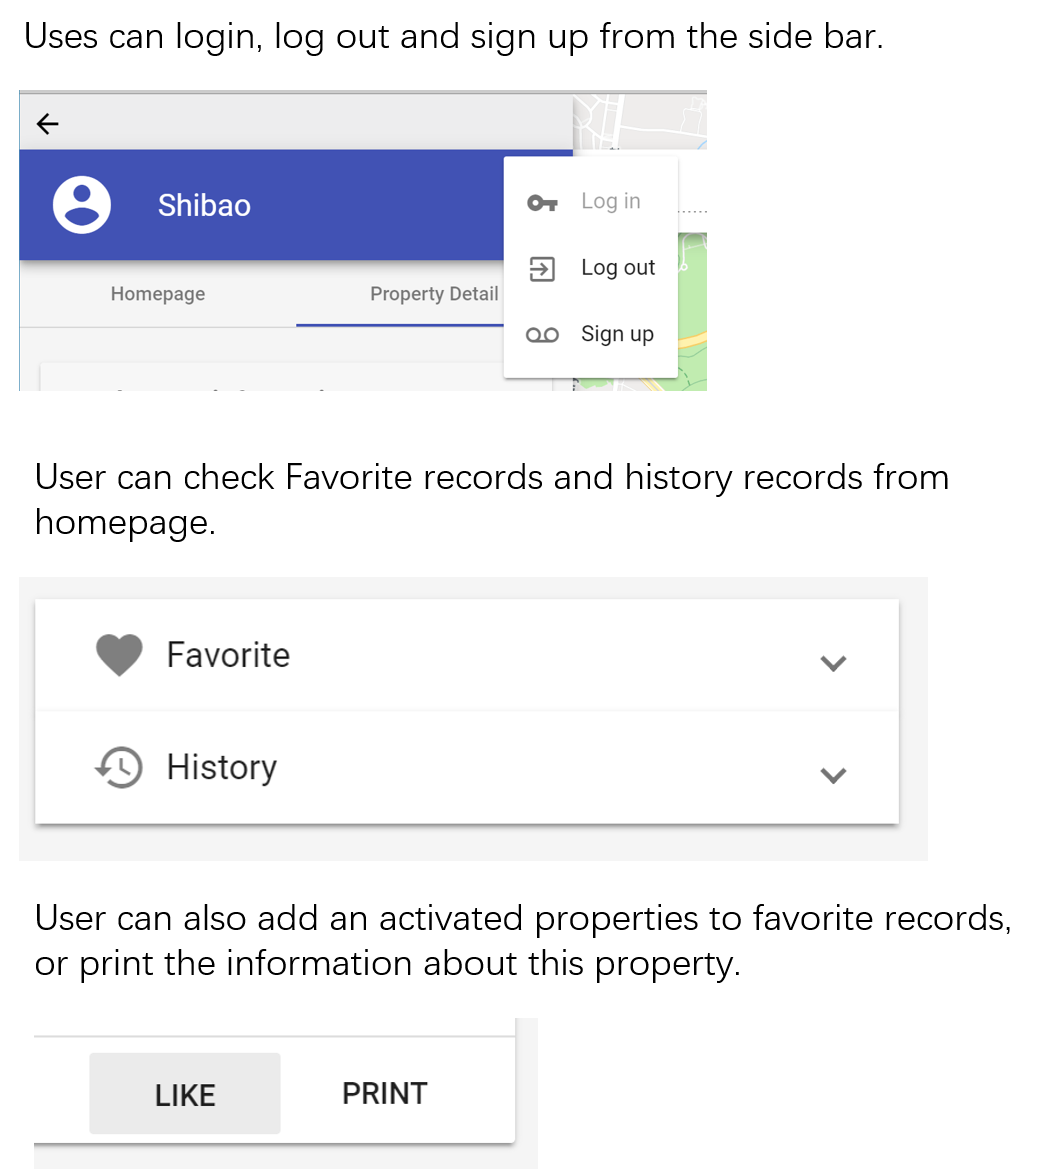 Uses can login, log out and sign up from the side bar.
Shibao
Log in
Log out
Sign up
Homepage
Property Detail
User can check Favorite records and history records from
homepage.
Favorite
History
User can also add an activated properties to favorite records,
or print the information about this property.
LIKE
PRINT